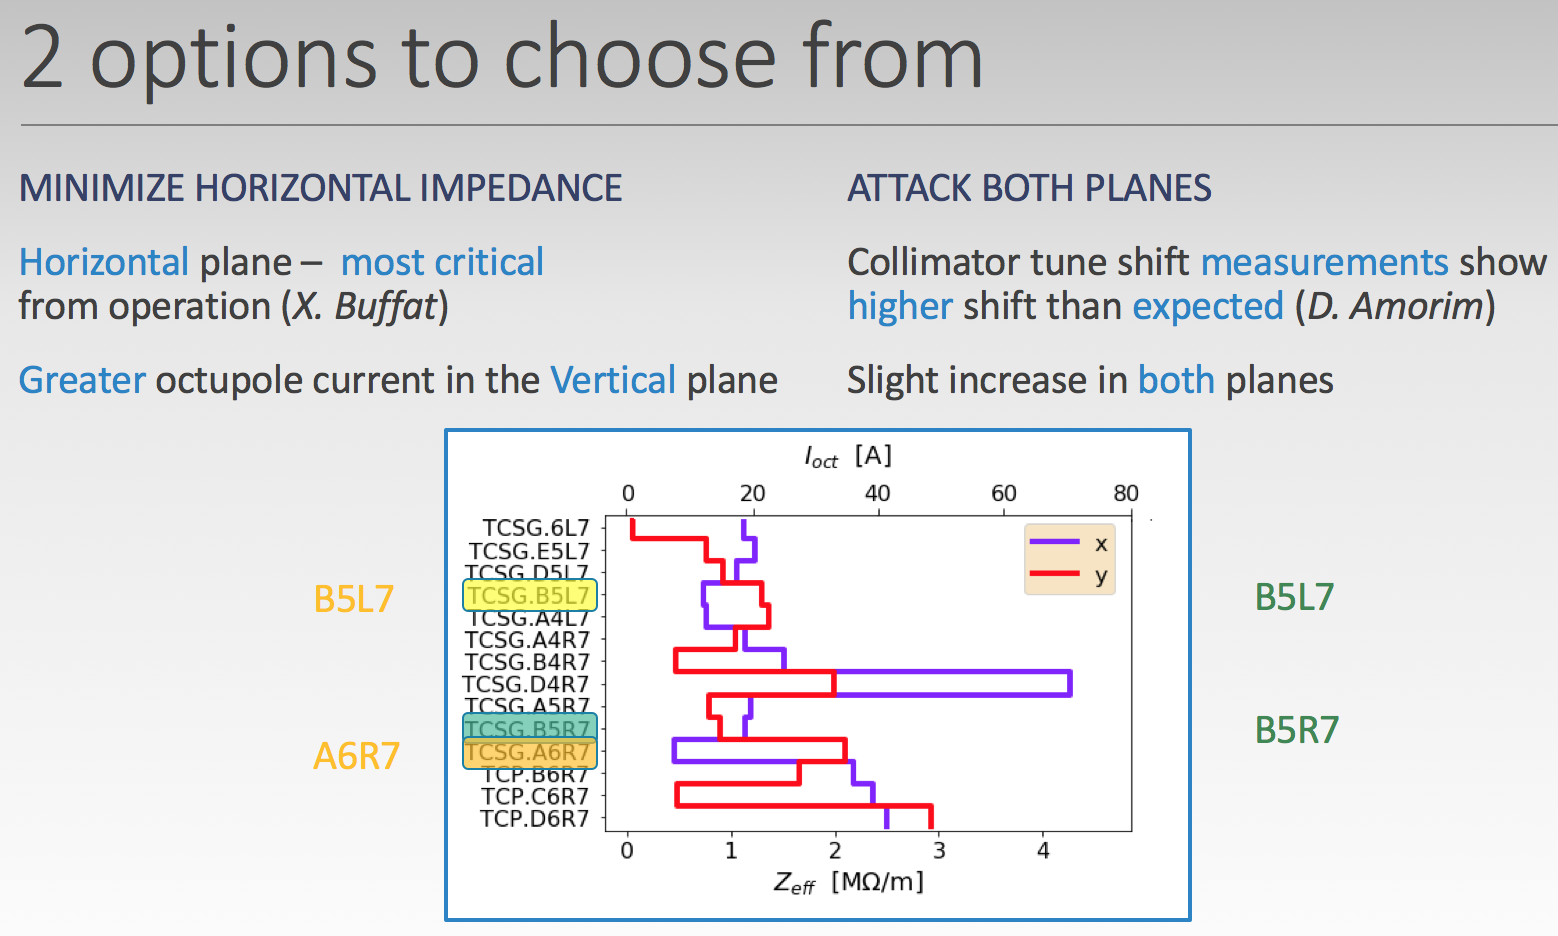 2 options to choose from
MINIMIZE HORIZONTAL IMPEDANCE
Horizontal plane – most critical
from operation (X. Buffat)
Greater octupole current in the Vertical plane
ATTACK BOTH PLANES
Collimator tune shift measurements show
higher shift than expected (D. Amorim)
Slight increase in both planes
B5L7
A6R7
I_oct [A]
0 20 40 60 80
TCSG.6L7
TCSG.E5L7
TCSG.D5L7
TCSG.B5L7
TCSG.A4L7
TCSG.A4R7
TCSG.B4R7
TCSG.D4R7
TCSG.A5R7
TCSG.B5R7
TCSG.A6R7
TCP.B6R7
TCP.C6R7
TCP.D6R7
x
y
0 1 2 3 4
Z_eff [MΩ/m]
B5L7
B5R7